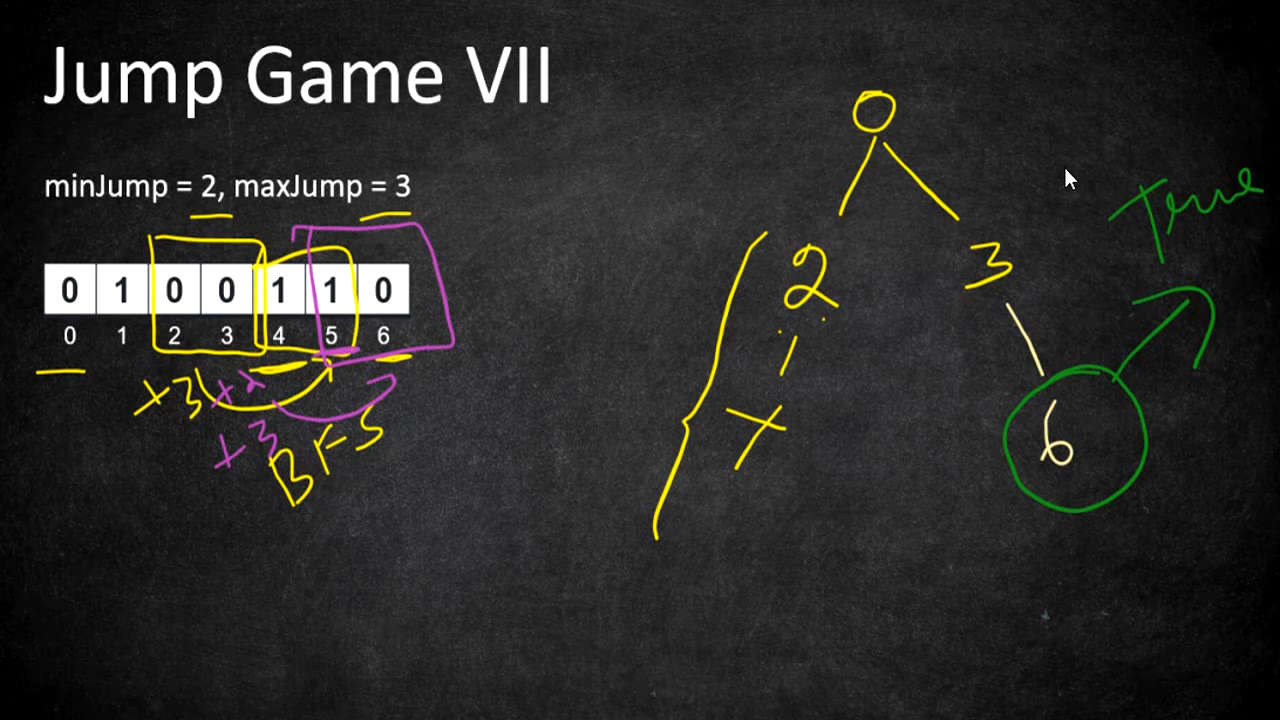 Jump Game VII
minJump = 2, maxJump = 3
0 1 0 0 1 1 0
0 1 2 3 4 5 6
+3 +2
+3
BFS
0
2 3
6
True